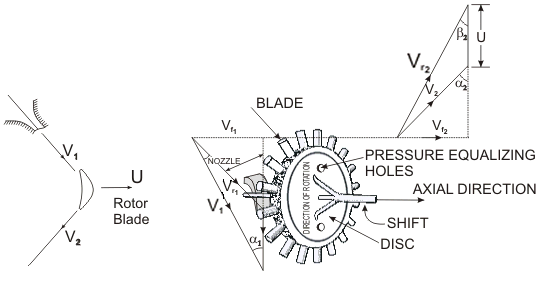 V1
U
Rotor
Blade
V2
Vf1
BLADE
NOZZLE
Vr1
V1
α1
DIRECTION OF ROTATION
PRESSURE EQUALIZING
HOLES
AXIAL DIRECTION
SHIFT
DISC
Vr2
V2
β2
U
α2
Vf2